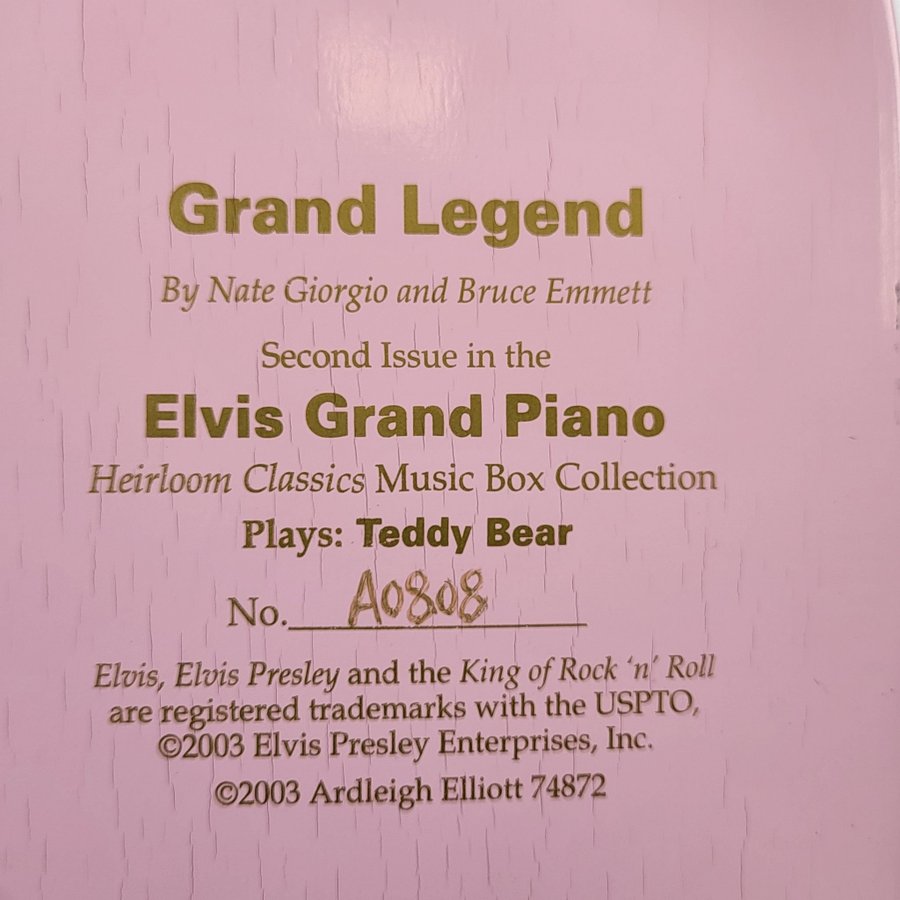 Grand Legend
By Nate Giorgio and Bruce Emmett
Second Issue in the
Elvis Grand Piano
Heirloom Classics Music Box Collection
Plays: Teddy Bear
No. A0808
Elvis, Elvis Presley and the King of Rock 'n' Roll
are registered trademarks with the USPTO,
©2003 Elvis Presley Enterprises, Inc.
©2003 Ardleigh Elliott 74872